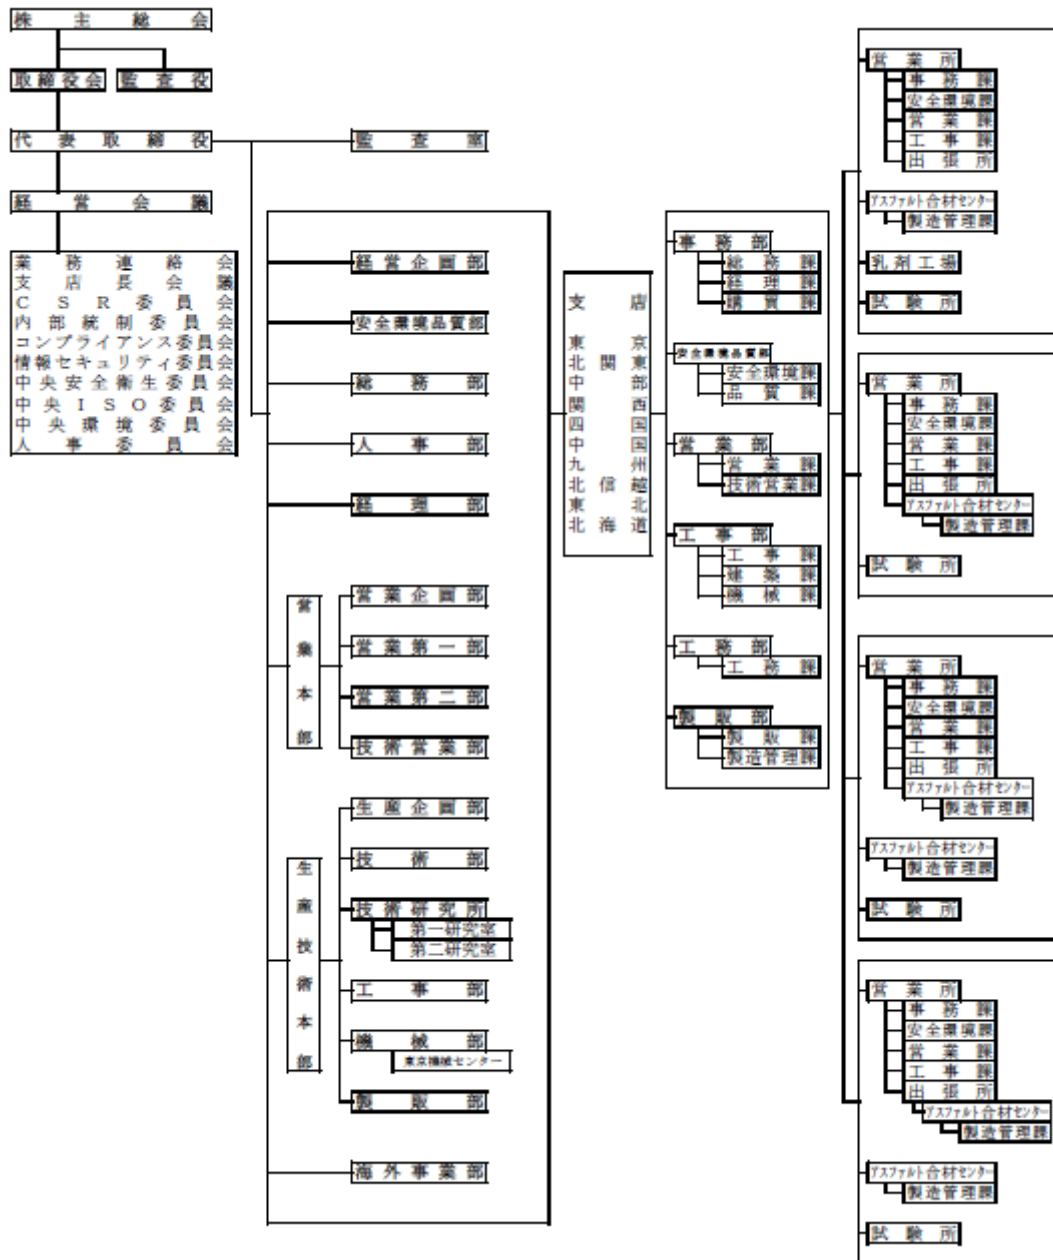 株主総会
取締役会
監査役
代表取締役
監査室
経営会議
業務連絡会
支店長会議
CSR委員会
内部統制委員会
コンプライアンス委員会
情報セキュリティ委員会
中央安全衛生委員会
中央ISO委員会
中央環境委員会
人事委員会
経営企画部
安全環境品質部
総務部
人事部
経理部
営業本部
営業企画部
営業第一部
営業第二部
技術営業部
生産技術本部
生産企画部
技術部
技術研究所
第一研究室
第二研究室
工事部
機械部
東京機械センター
製販部
海外事業部
支店
東京
北関東
中部
関西
四国
中国
九州
北信越
東北
北海道
事務部
総務課
経理課
購買課
安全環境品質部
安全環境課
品質課
営業部
営業課
技術営業課
工事部
工事課
建築課
機械課
工務部
工務課
製販部
製販課
製造管理課
営業所
事務課
安全環境課
営業課
工事課
出張所
アスファルト合材センター
製造管理課
乳剤工場
試験所
営業所
事務課
安全環境課
営業課
工事課
出張所
アスファルト合材センター
製造管理課
試験所
営業所
事務課
安全環境課
営業課
工事課
出張所
アスファルト合材センター
製造管理課
アスファルト合材センター
製造管理課
試験所
営業所
事務課
安全環境課
営業課
工事課
出張所
アスファルト合材センター
製造管理課
アスファルト合材センター
製造管理課
試験所